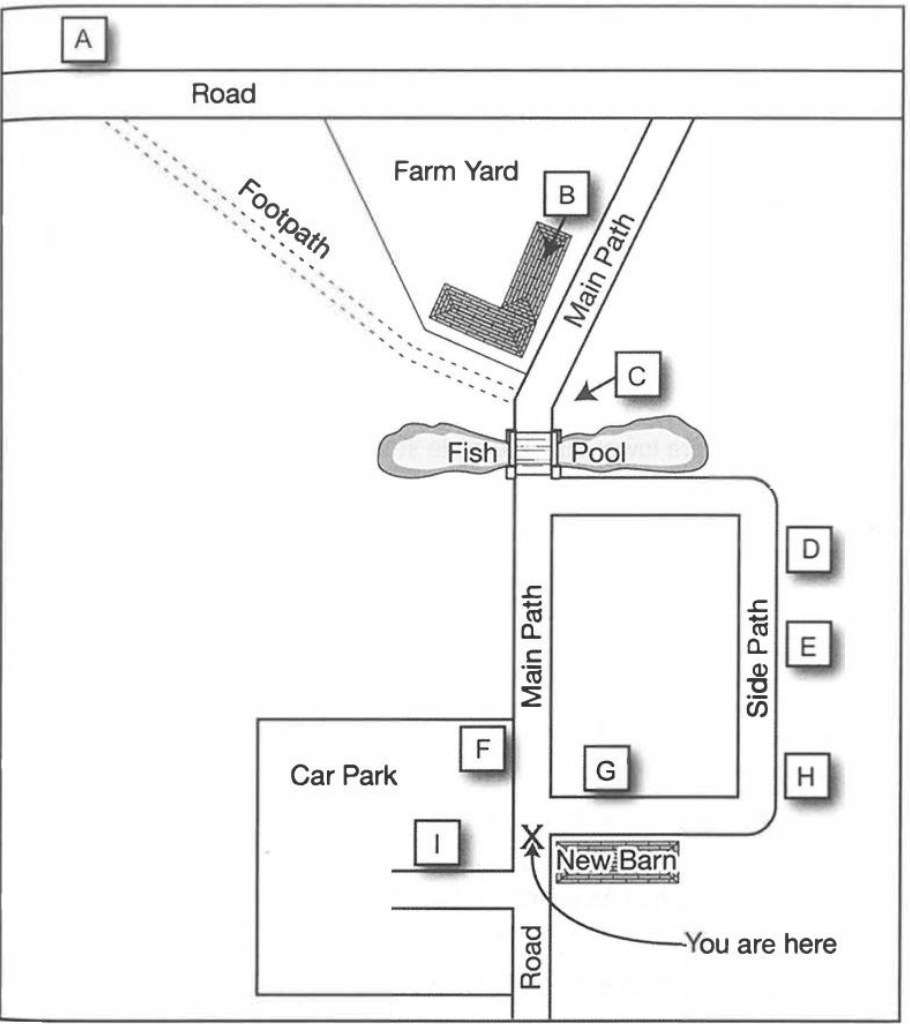 A
Road
Farm Yard
B
Footpath
Main Path
C
Fish Pool
D
Main Path
Side Path
E
F
G
H
Car Park
I
X
New Barn
You are here
Road